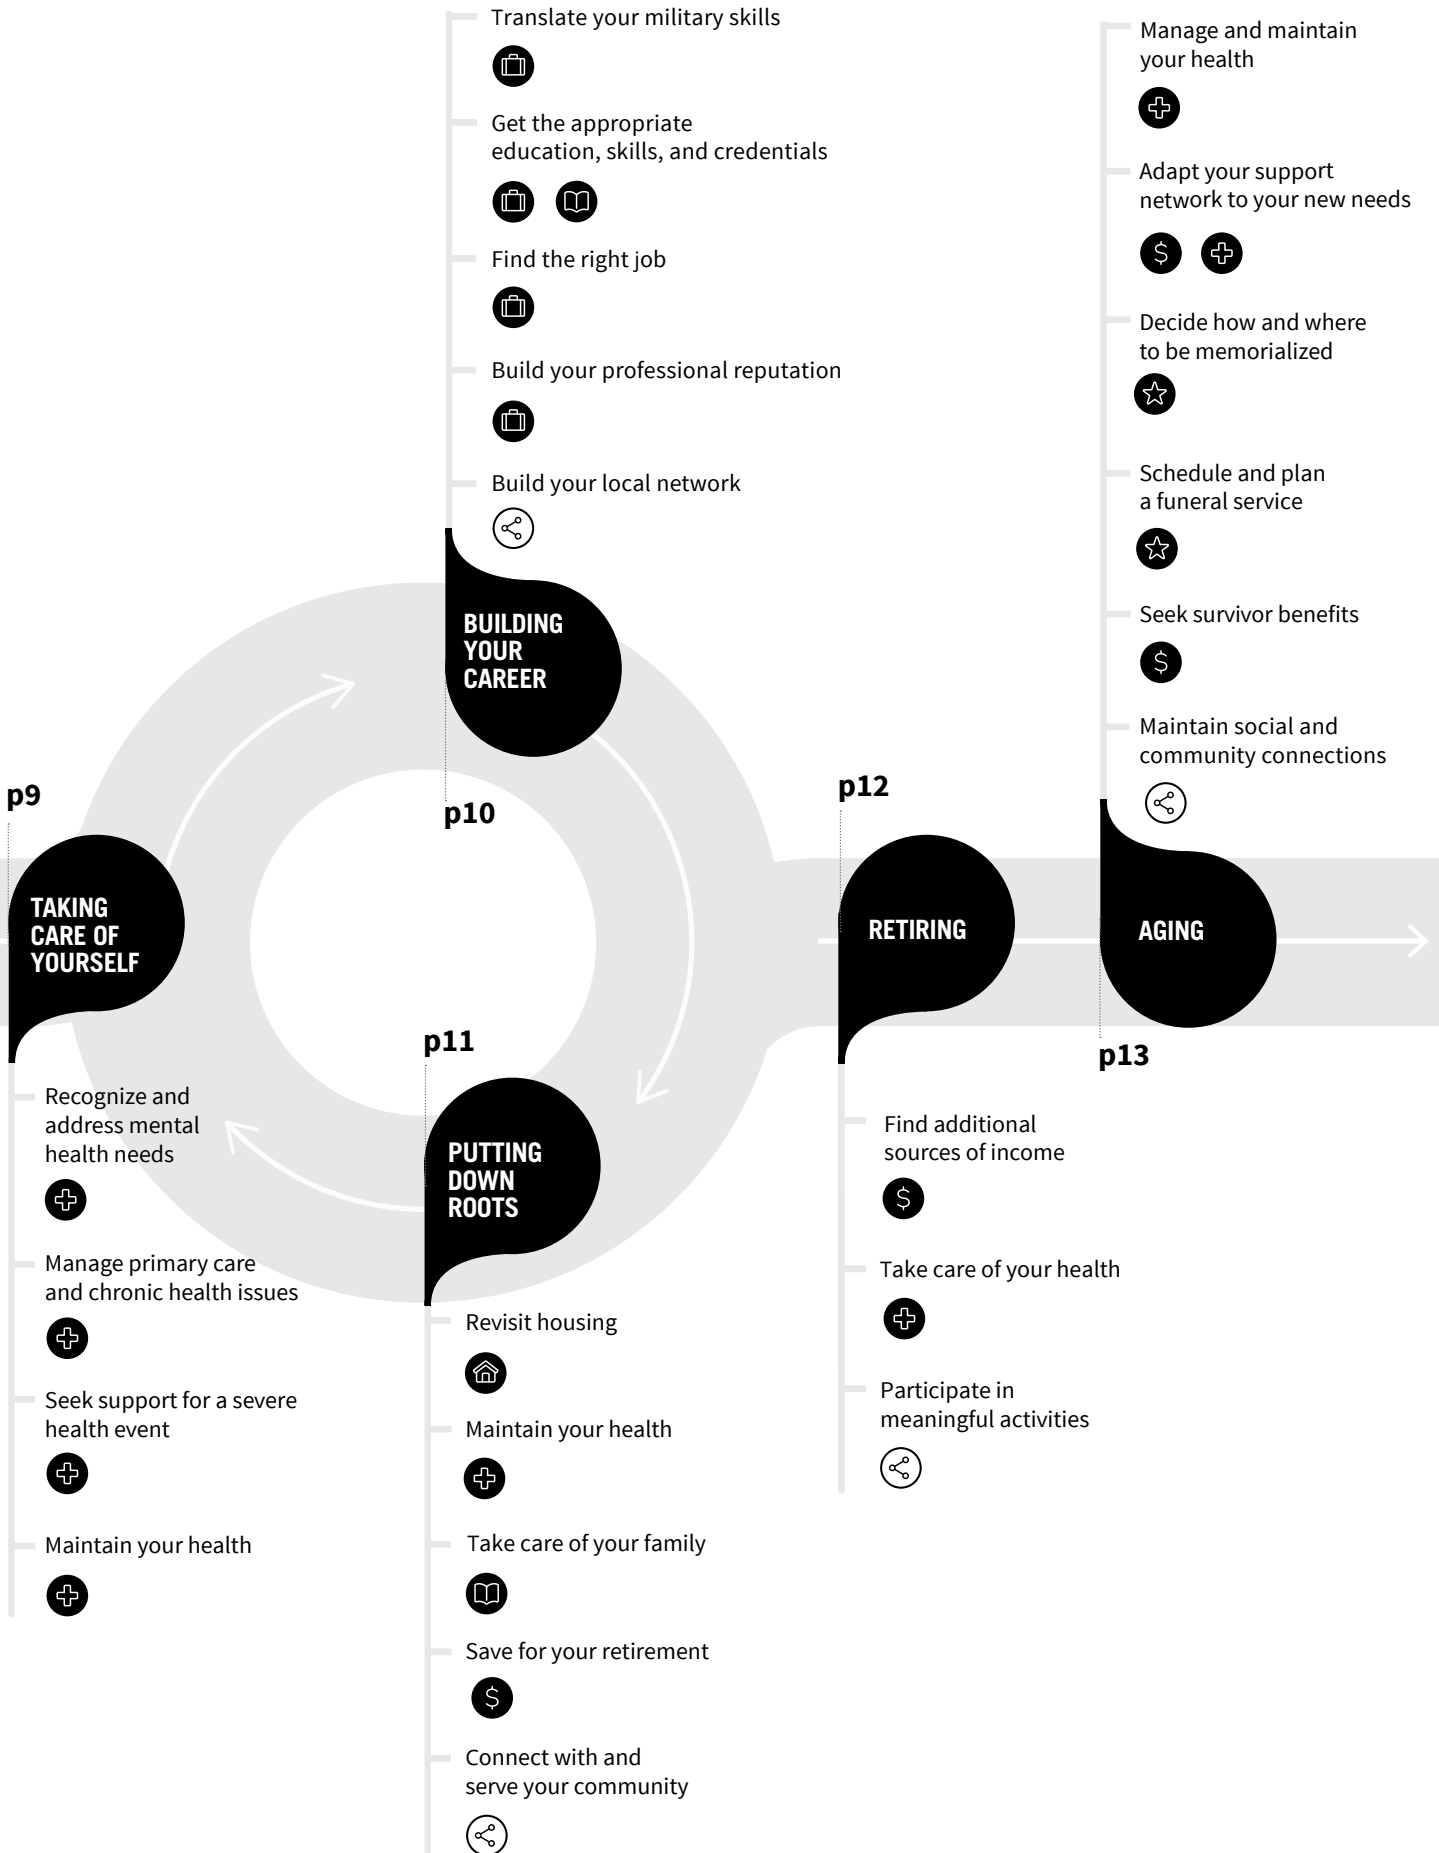 Translate your military skills
Get the appropriate
education, skills, and credentials
Find the right job
Build your professional reputation
Build your local network
BUILDING
YOUR
CAREER
p10
Manage and maintain
your health
Adapt your support
network to your new needs
$
Decide how and where
to be memorialized
Schedule and plan
a funeral service
Seek survivor benefits
$
Maintain social and
community connections
AGING
p13
p9
TAKING
CARE OF
YOURSELF
Recognize and
address mental
health needs
Manage primary care
and chronic health issues
Seek support for a severe
health event
Maintain your health
p11
PUTTING
DOWN
ROOTS
Revisit housing
Maintain your health
Take care of your family
Save for your retirement
$
Connect with and
serve your community
p12
RETIRING
Find additional
sources of income
$
Take care of your health
Participate in
meaningful activities